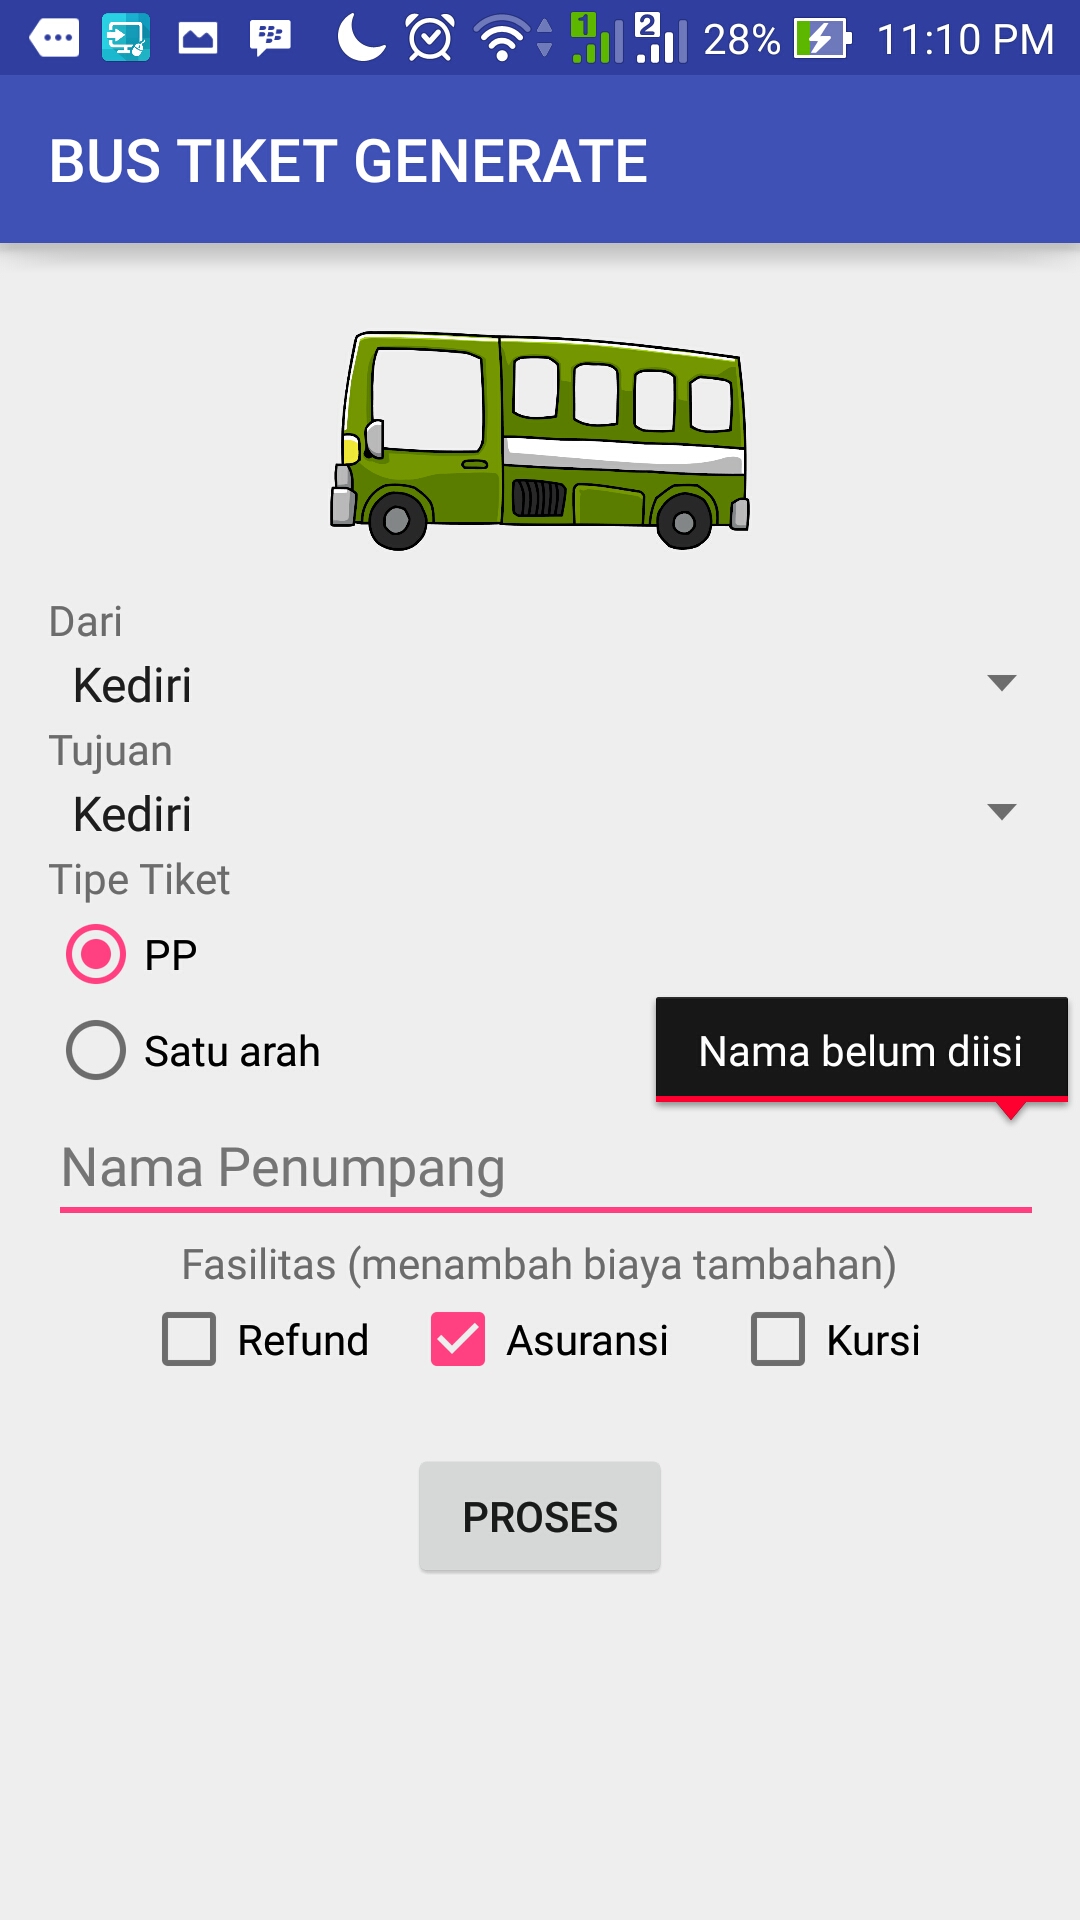 1 2 28% 11:10 PM
BUS TIKET GENERATE
Dari
Kediri
Tujuan
Kediri
Tipe Tiket
PP
Satu arah
Nama belum diisi
Nama Penumpang
Fasilitas (menambah biaya tambahan)
Refund Asuransi Kursi
PROSES